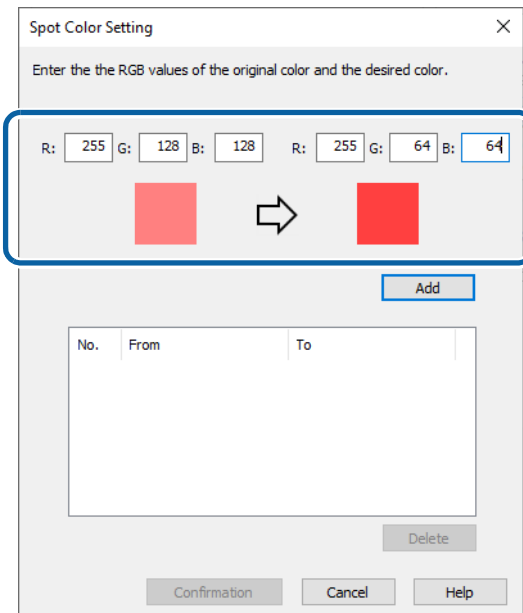 Spot Color Setting
Enter the the RGB values of the original color and the desired color.
R: 255 G: 128 B: 128 R: 255 G: 64 B: 64
Add
No. From To
Delete
Confirmation Cancel Help